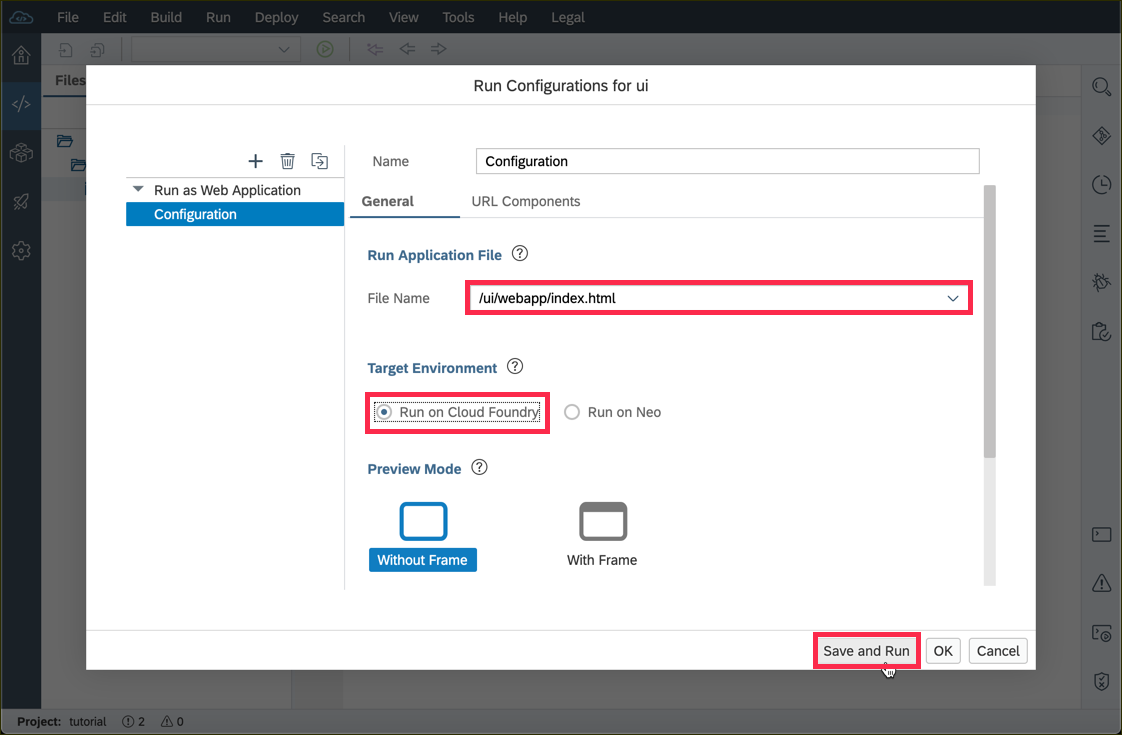 File Edit Build Run Deploy Search View Tools Help Legal
Files
Run Configurations for ui
Name Configuration
Run as Web Application
Configuration
General URL Components
Run Application File
File Name /ui/webapp/index.html
Target Environment
Run on Cloud Foundry Run on Neo
Preview Mode
Without Frame With Frame
Save and Run OK Cancel
Project: tutorial 2 0